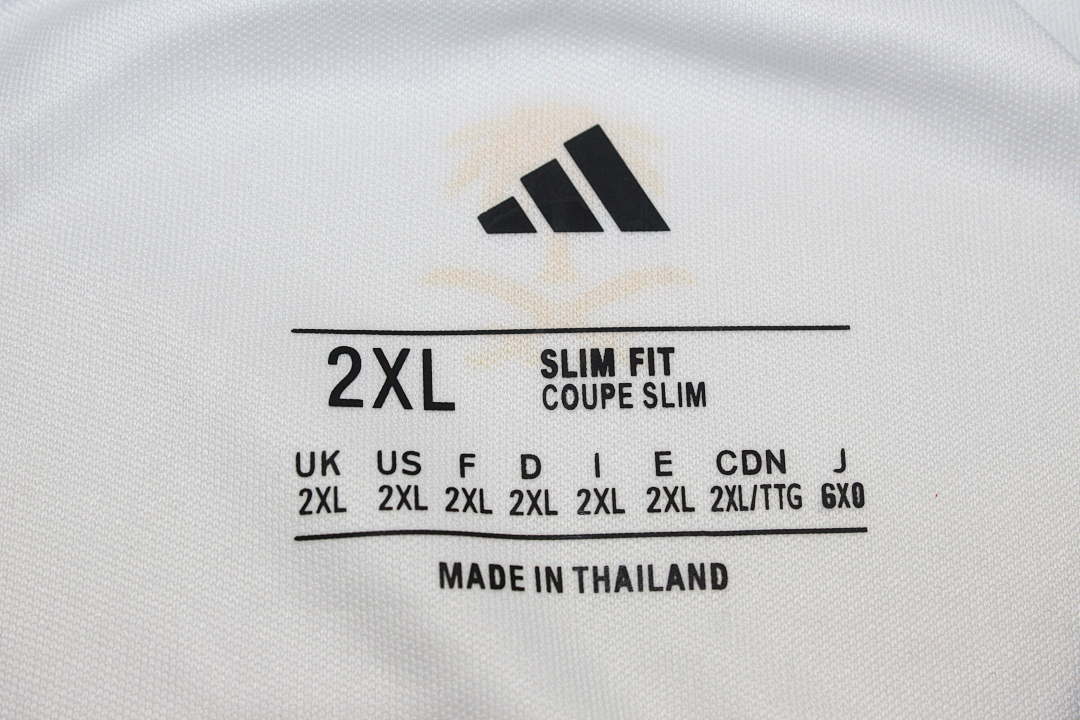 2XL SLIM FIT
COUPE SLIM
UK US F D I E CDN J
2XL 2XL 2XL 2XL 2XL 2XL 2XL/TTG 6XO
MADE IN THAILAND